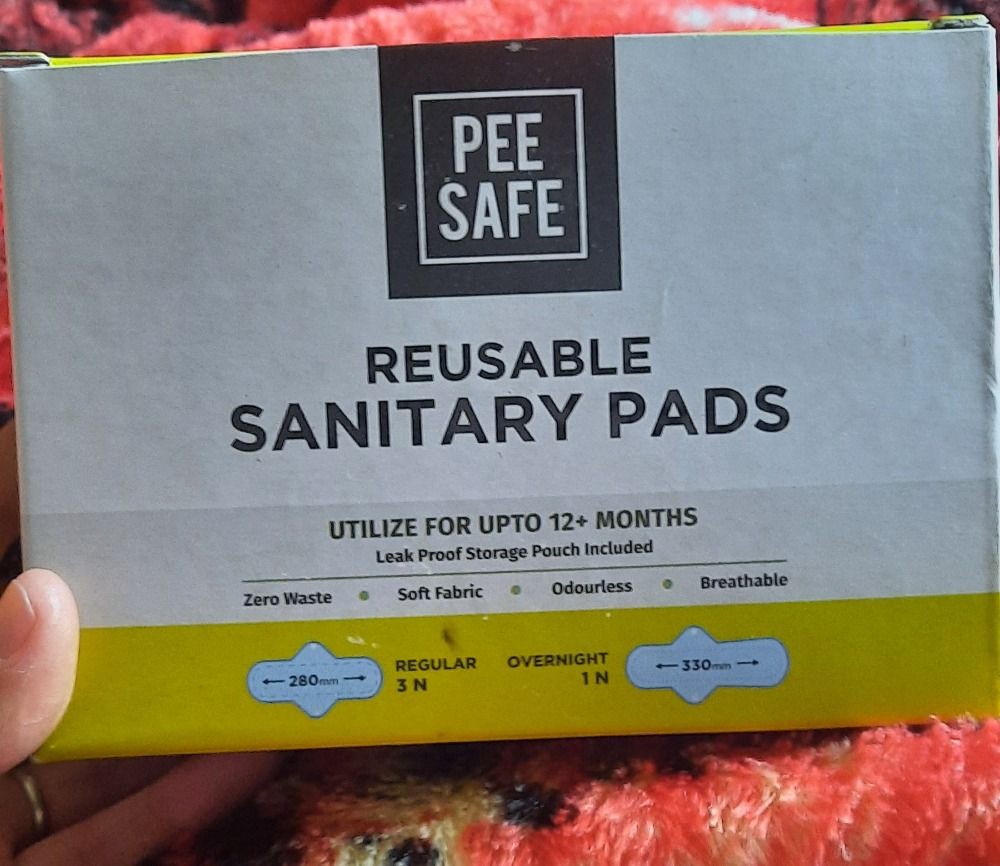 PEE
SAFE
REUSABLE
SANITARY PADS
UTILIZE FOR UPTO 12+ MONTHS
Leak Proof Storage Pouch Included
Zero Waste • Soft Fabric • Odourless • Breathable
280mm
REGULAR
3 N
OVERNIGHT
1 N
330mm